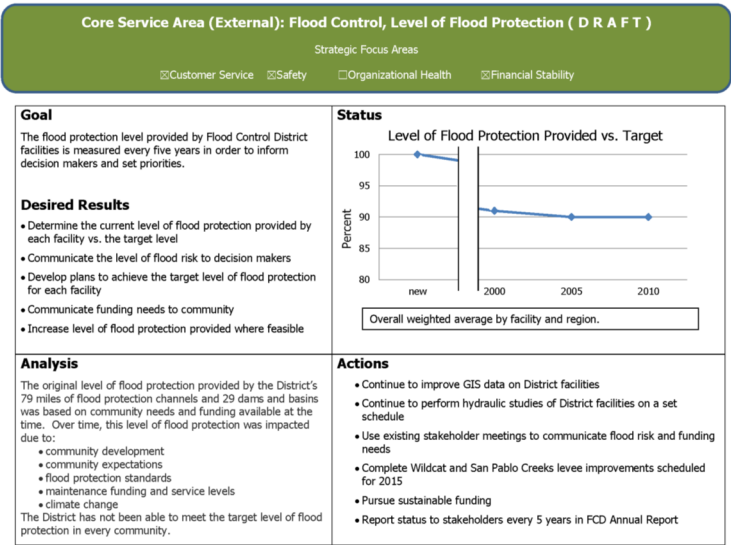 Core Service Area (External): Flood Control, Level of Flood Protection ( D R A F T )
Strategic Focus Areas
☒Customer Service ☒Safety ☐Organizational Health ☒Financial Stability
Goal
The flood protection level provided by Flood Control District
facilities is measured every five years in order to inform
decision makers and set priorities.
Desired Results
• Determine the current level of flood protection provided by
each facility vs. the target level
• Communicate the level of flood risk to decision makers
• Develop plans to achieve the target level of flood protection
for each facility
• Communicate funding needs to community
• Increase level of flood protection provided where feasible
Status
Level of Flood Protection Provided vs. Target
Percent
100
95
90
85
80
new 2000 2005 2010
Overall weighted average by facility and region.
Analysis
The original level of flood protection provided by the District's
79 miles of flood protection channels and 29 dams and basins
was based on community needs and funding available at the
time. Over time, this level of flood protection was impacted
due to:
• community development
• community expectations
• flood protection standards
• maintenance funding and service levels
• climate change
The District has not been able to meet the target level of flood
protection in every community.
Actions
• Continue to improve GIS data on District facilities
• Continue to perform hydraulic studies of District facilities on a set
schedule
• Use existing stakeholder meetings to communicate flood risk and funding
needs
• Complete Wildcat and San Pablo Creeks levee improvements scheduled
for 2015
• Pursue sustainable funding
• Report status to stakeholders every 5 years in FCD Annual Report